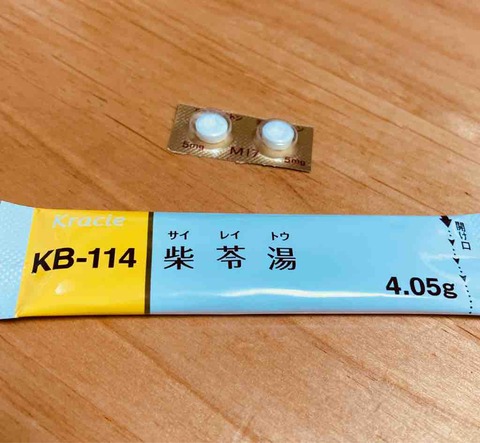 5mg
5mg
Kracie
KB-114
サイ レイ トウ
柴苓湯
開け口
4.05g